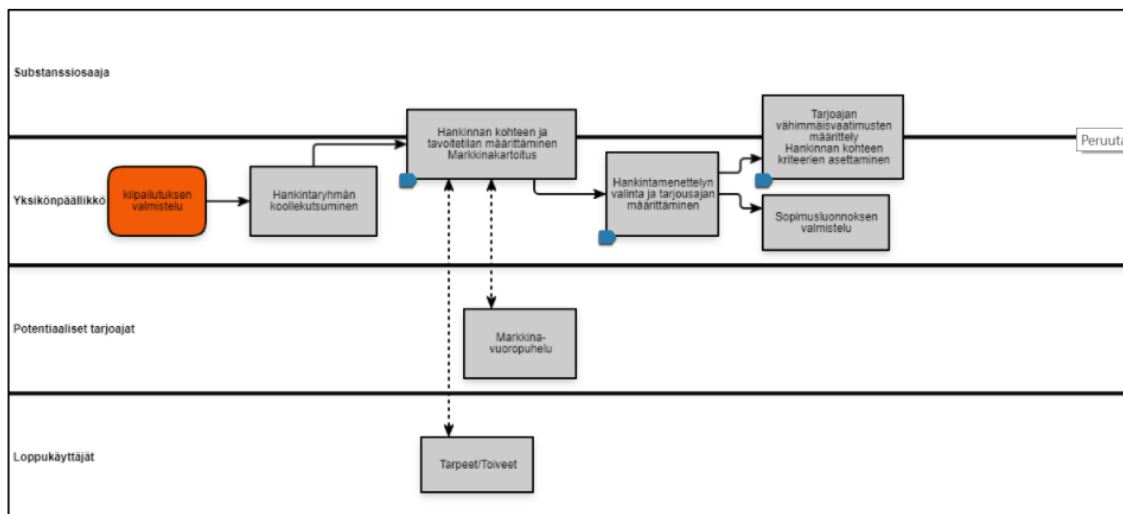 Substanssiosaaja
Hankinnan kohteen ja
tavoitetilan määrittäminen
Markkinakartoitus
Tarjoajan
vähimmäisvaatimusten
määrittely
Hankinnan kohteen
kriteerien asettaminen
Peruuta
Yksikönpäällikkö
kilpailutuksen
valmistelu
Hankintaryhmän
koollekutsuminen
Hankintamenettelyn
valinta ja tarjousajan
määrittäminen
Sopimusluonnoksen
valmistelu
Potentiaaliset tarjoajat
Markkina-
vuoropuhelu
Loppukäyttäjät
Tarpeet/Toiveet